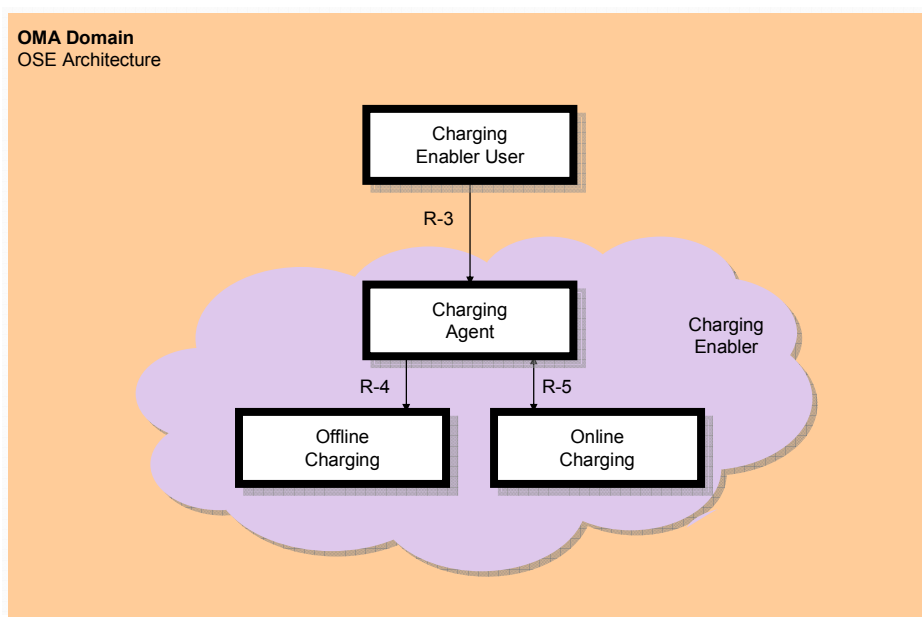 OMA Domain
OSE Architecture
Charging
Enabler User
R-3
Charging
Agent
Charging
Enabler
R-4
R-5
Offline
Charging
Online
Charging